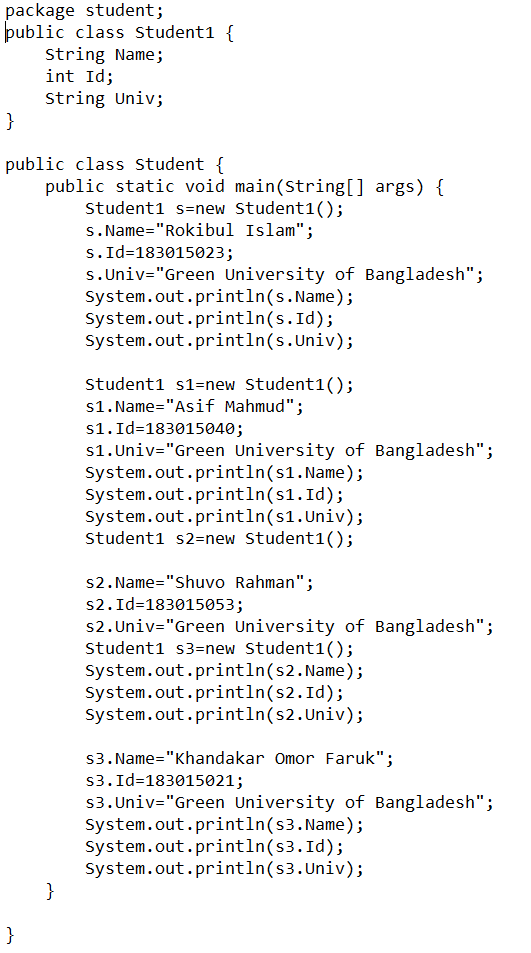 package student;
public class Student1 {
    String Name;
    int Id;
    String Univ;
}

public class Student {
    public static void main(String[] args) {
        Student1 s=new Student1();
        s.Name="Rokibul Islam";
        s.Id=183015023;
        s.Univ="Green University of Bangladesh";
        System.out.println(s.Name);
        System.out.println(s.Id);
        System.out.println(s.Univ);

        Student1 s1=new Student1();
        s1.Name="Asif Mahmud";
        s1.Id=183015040;
        s1.Univ="Green University of Bangladesh";
        System.out.println(s1.Name);
        System.out.println(s1.Id);
        System.out.println(s1.Univ);
        Student1 s2=new Student1();

        s2.Name="Shuvo Rahman";
        s2.Id=183015053;
        s2.Univ="Green University of Bangladesh";
        Student1 s3=new Student1();
        System.out.println(s2.Name);
        System.out.println(s2.Id);
        System.out.println(s2.Univ);

        s3.Name="Khandakar Omor Faruk";
        s3.Id=183015021;
        s3.Univ="Green University of Bangladesh";
        System.out.println(s3.Name);
        System.out.println(s3.Id);
        System.out.println(s3.Univ);
    }

}